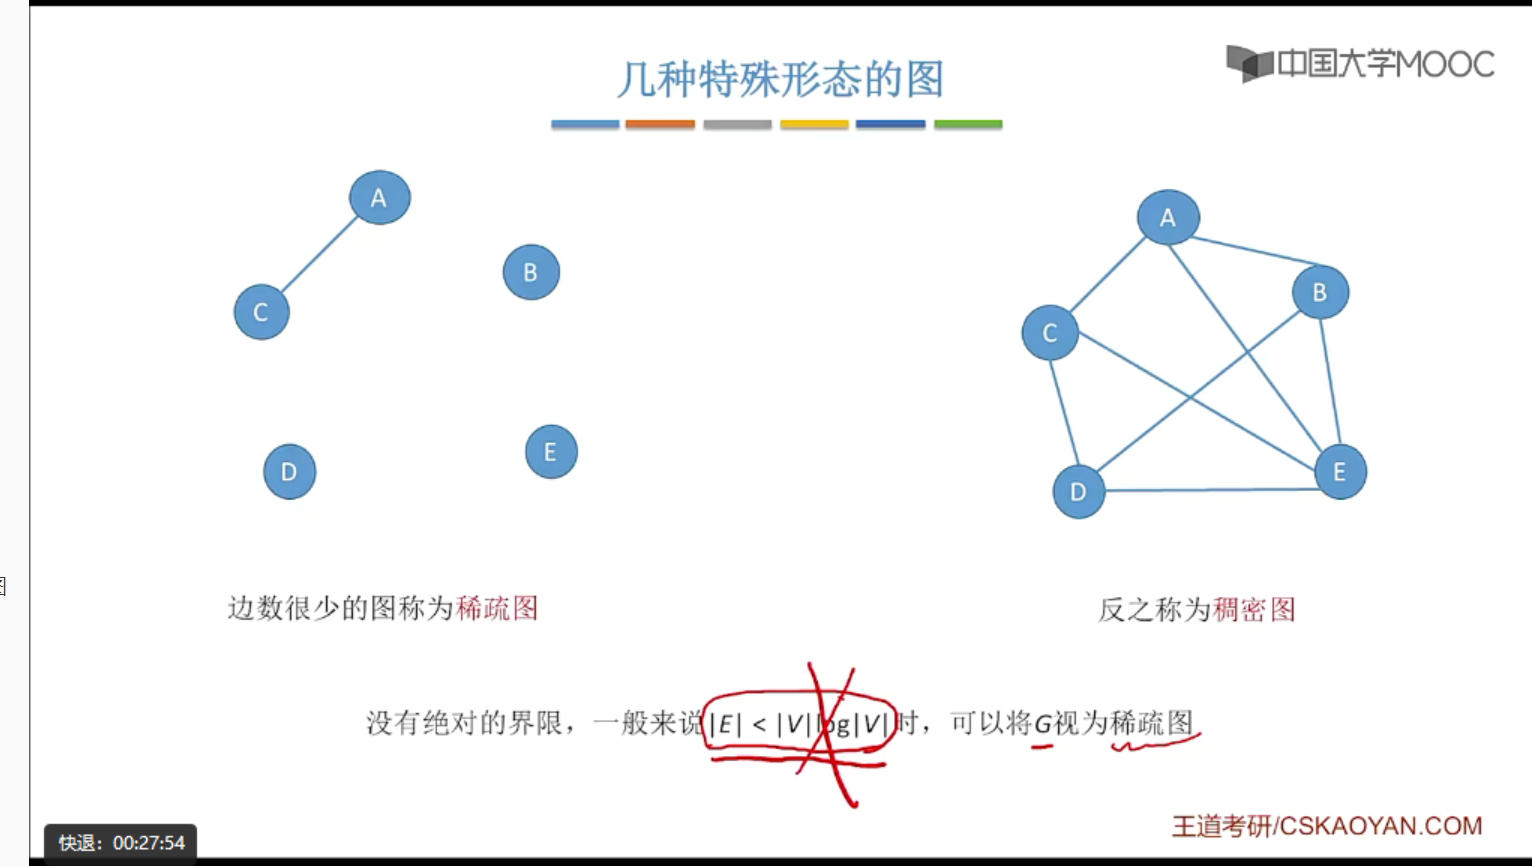 几种特殊形态的图
中国大学MOOC
A
B
C
D
E
A
B
C
D
E
边数很少的图称为稀疏图
反之称为稠密图
没有绝对的界限，一般来说|E| < |V|log|V|时，可以将G视为稀疏图
王道考研/CSKAOYAN.COM
快退：00:27:54